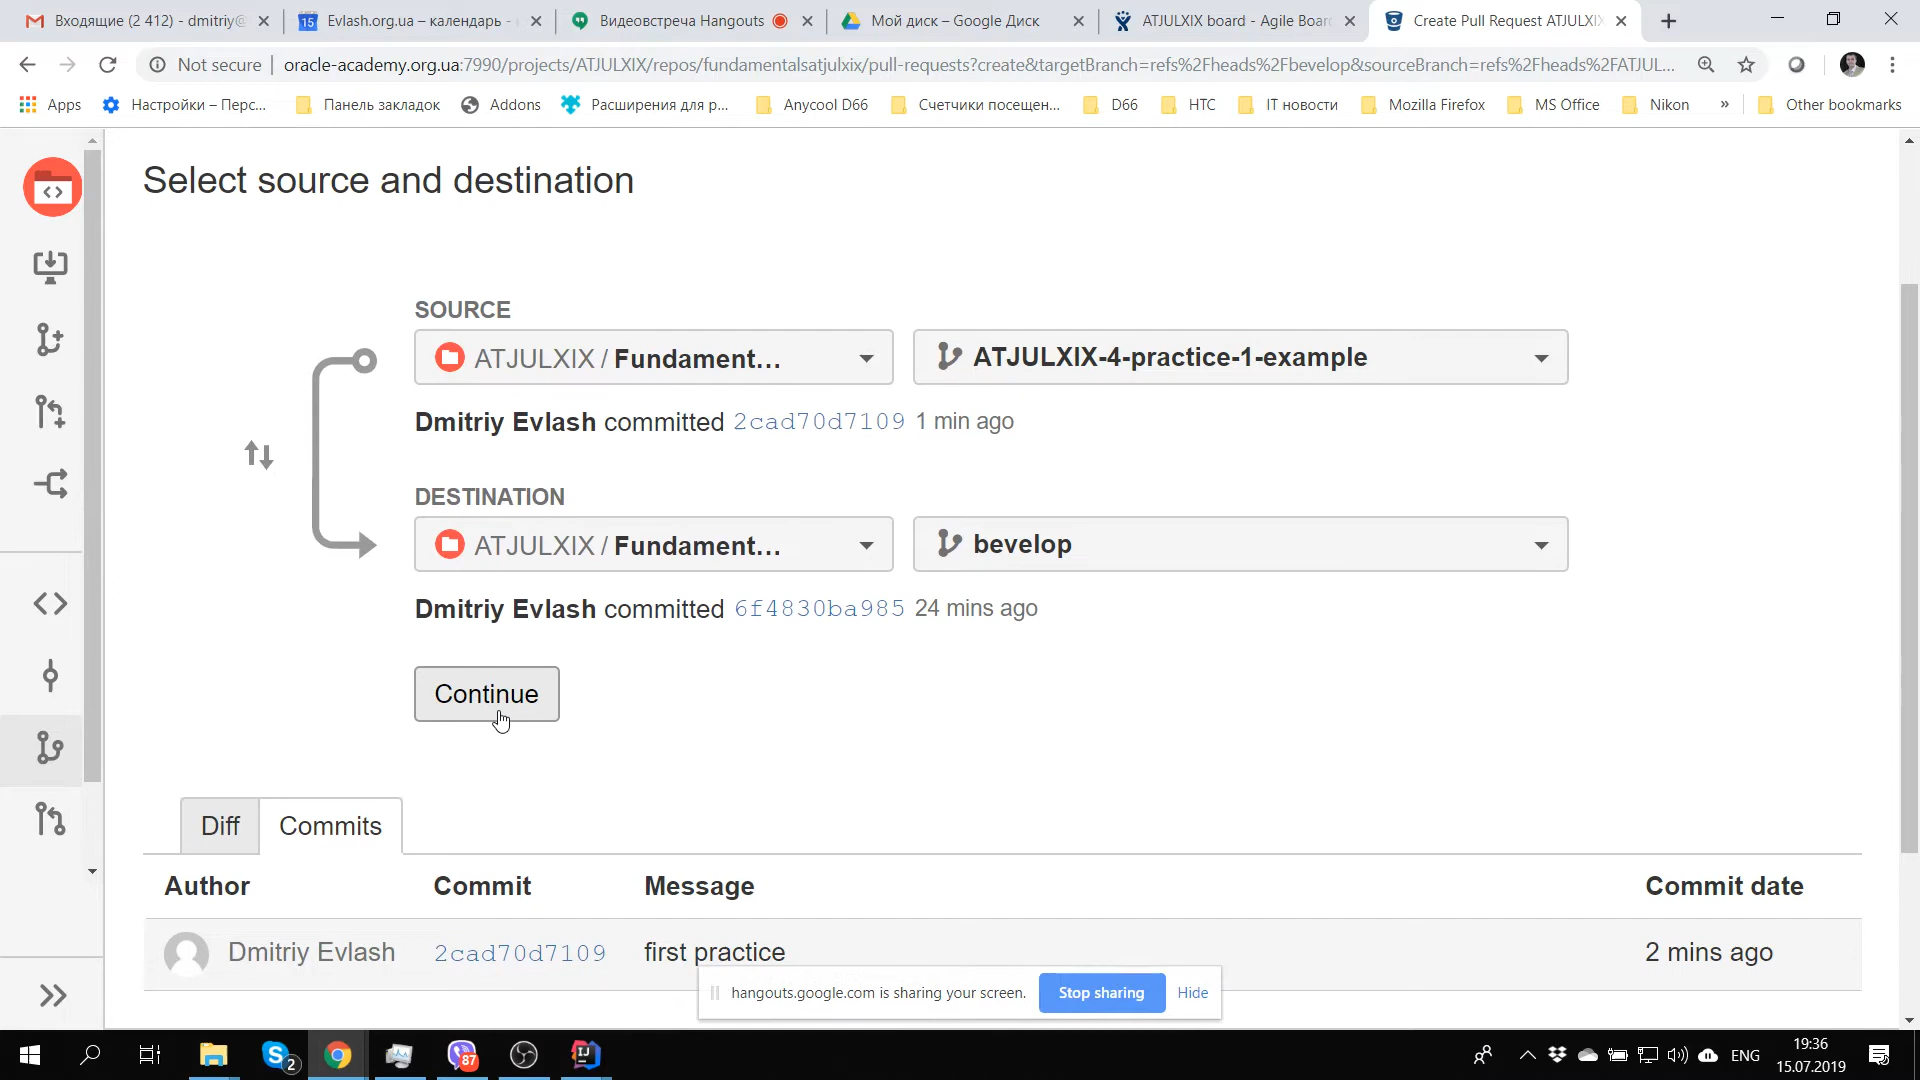 Входящие (2 412) - dmitriy@
Evlash.org.ua – календарь -
Видеовстреча Hangouts
Мой диск – Google Диск
ATJULXIX board - Agile Boar
Create Pull Request ATJULXIX
Not secure
oracle-academy.org.ua:7990/projects/ATJULXIX/repos/fundamentalsatjulxix/pull-requests?create&targetBranch=refs%2Fheads%2Fbevelop&sourceBranch=refs%2Fheads%2FATJUL...
Apps
Настройки – Перс...
Панель закладок
Addons
Расширения для р...
Anycool D66
Счетчики посещен...
D66
HTC
IT новости
Mozilla Firefox
MS Office
Nikon
»
Other bookmarks
Select source and destination
SOURCE
ATJULXIX / Fundament...
ATJULXIX-4-practice-1-example
Dmitriy Evlash committed 2cad70d7109 1 min ago
DESTINATION
ATJULXIX / Fundament...
bevelop
Dmitriy Evlash committed 6f4830ba985 24 mins ago
Continue
Diff
Commits
Author Commit Message Commit date
Dmitriy Evlash 2cad70d7109 first practice 2 mins ago
hangouts.google.com is sharing your screen.
Stop sharing
Hide
2
87
ENG
19:36
15.07.2019